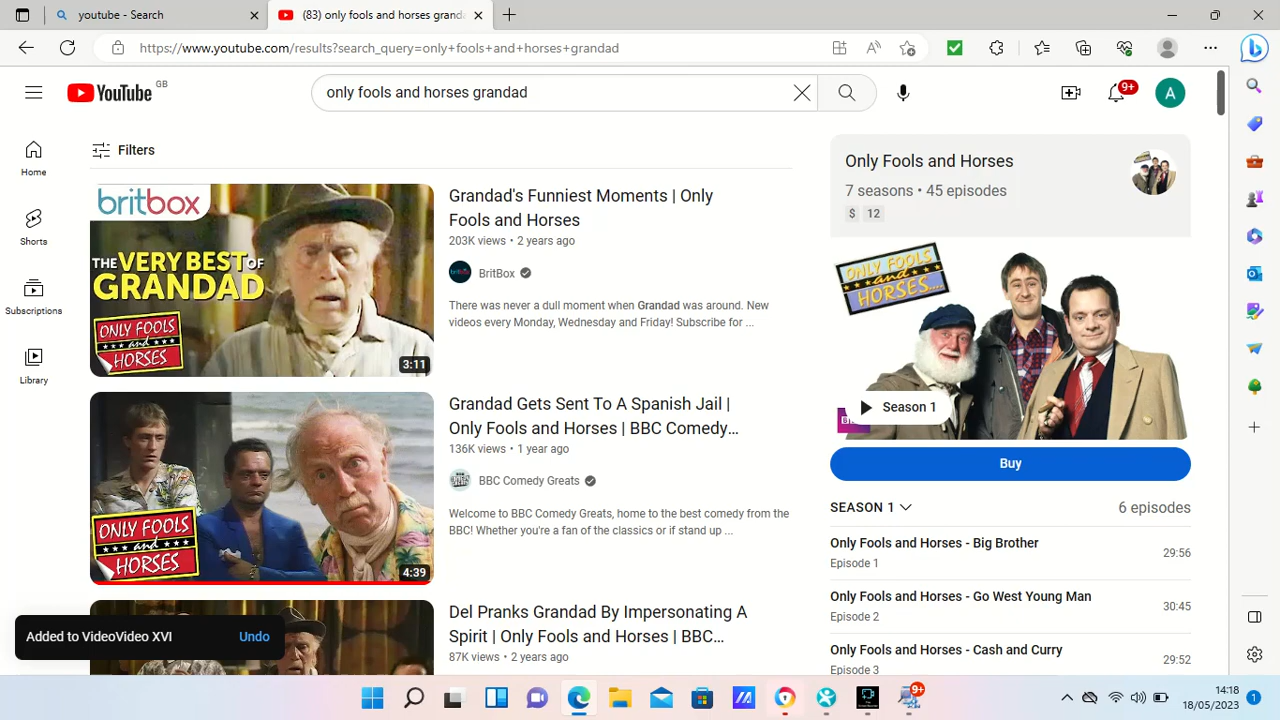 youtube - Search
(83) only fools and horses granda
https://www.youtube.com/results?search_query=only+fools+and+horses+grandad
YouTube GB
only fools and horses grandad
9+
A
Home
Shorts
Subscriptions
Library
Filters
britbox
THE VERY BEST OF
GRANDAD
ONLY FOOLS
and
HORSES
3:11
Grandad's Funniest Moments | Only
Fools and Horses
203K views • 2 years ago
BritBox
There was never a dull moment when Grandad was around. New
videos every Monday, Wednesday and Friday! Subscribe for ...
ONLY FOOLS
and
HORSES
4:39
Grandad Gets Sent To A Spanish Jail |
Only Fools and Horses | BBC Comedy...
136K views • 1 year ago
BBC Comedy Greats
Welcome to BBC Comedy Greats, home to the best comedy from the
BBC! Whether you're a fan of the classics or if stand up ...
Del Pranks Grandad By Impersonating A
Spirit | Only Fools and Horses | BBC...
87K views • 2 years ago
Added to VideoVideo XVI
Undo
Only Fools and Horses
7 seasons • 45 episodes
$ 12
ONLY FOOLS
and
HORSES....
Season 1
Buy
SEASON 1
6 episodes
Only Fools and Horses - Big Brother
Episode 1
29:56
Only Fools and Horses - Go West Young Man
Episode 2
30:45
Only Fools and Horses - Cash and Curry
Episode 3
29:52
9+
14:18
18/05/2023
1